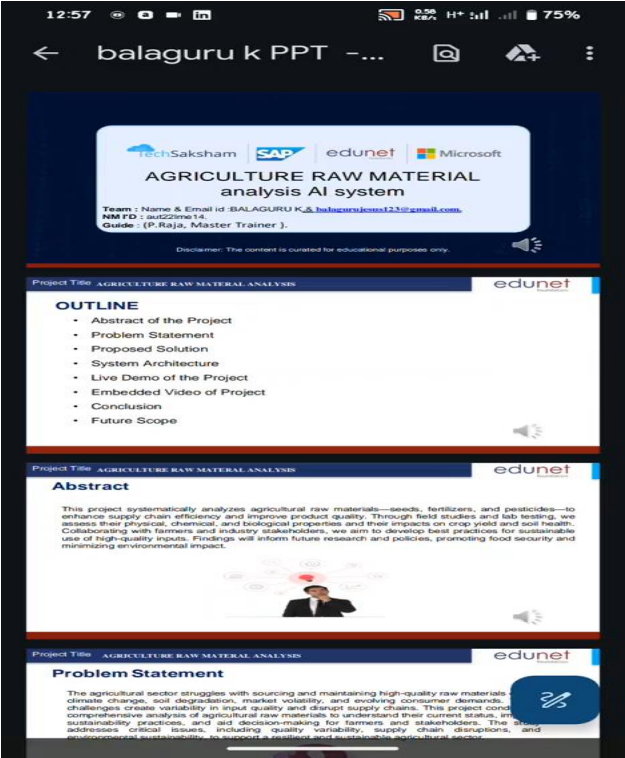 12:57
0.58
KB/s
H+
75%
balaguru k PPT -...
TechSaksham
SAP
edunet
Microsoft
AGRICULTURE RAW MATERIAL
analysis AI system
Team : Name & Email id :BALAGURU K & balagurujesus123@gmail.com.
NM I'D : aut22lme14.
Guide : (P.Raja, Master Trainer ).
Disclaimer: The content is curated for educational purposes only.
Project Title AGRICULTURE RAW MATERAL ANALYSIS
edunet
OUTLINE
• Abstract of the Project
• Problem Statement
• Proposed Solution
• System Architecture
• Live Demo of the Project
• Embedded Video of Project
• Conclusion
• Future Scope
Project Title AGRICULTURE RAW MATERAL ANALYSIS
edunet
Abstract
This project systematically analyzes agricultural raw materials—seeds, fertilizers, and pesticides—to
enhance supply chain efficiency and improve product quality. Through field studies and lab testing, we
assess their physical, chemical, and biological properties and their impacts on crop yield and soil health.
Collaborating with farmers and industry stakeholders, we aim to develop best practices for sustainable
use of high-quality inputs. Findings will inform future research and policies, promoting food security and
minimizing environmental impact.
Project Title AGRICULTURE RAW MATERAL ANALYSIS
edunet
Problem Statement
The agricultural sector struggles with sourcing and maintaining high-quality raw materials
climate change, soil degradation, market volatility, and evolving consumer demands.
challenges create variability in input quality and disrupt supply chains. This project
comprehensive analysis of agricultural raw materials to understand their current status,
sustainability practices, and aid decision-making for farmers and stakeholders. The
addresses critical issues, including quality variability, supply chain disruptions, and
environmental sustainability, to support a resilient and sustainable agricultural sector.